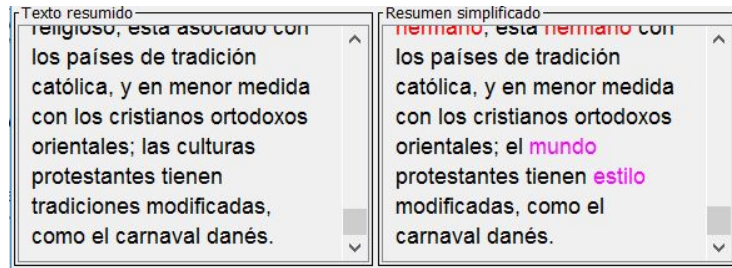 Texto resumido
religioso, está asociado con
los países de tradición
católica, y en menor medida
con los cristianos ortodoxos
orientales; las culturas
protestantes tienen
tradiciones modificadas,
como el carnaval danés.
Resumen simplificado
hermano, está hermano con
los países de tradición
católica, y en menor medida
con los cristianos ortodoxos
orientales; el mundo
protestantes tienen estilo
modificadas, como el
carnaval danés.